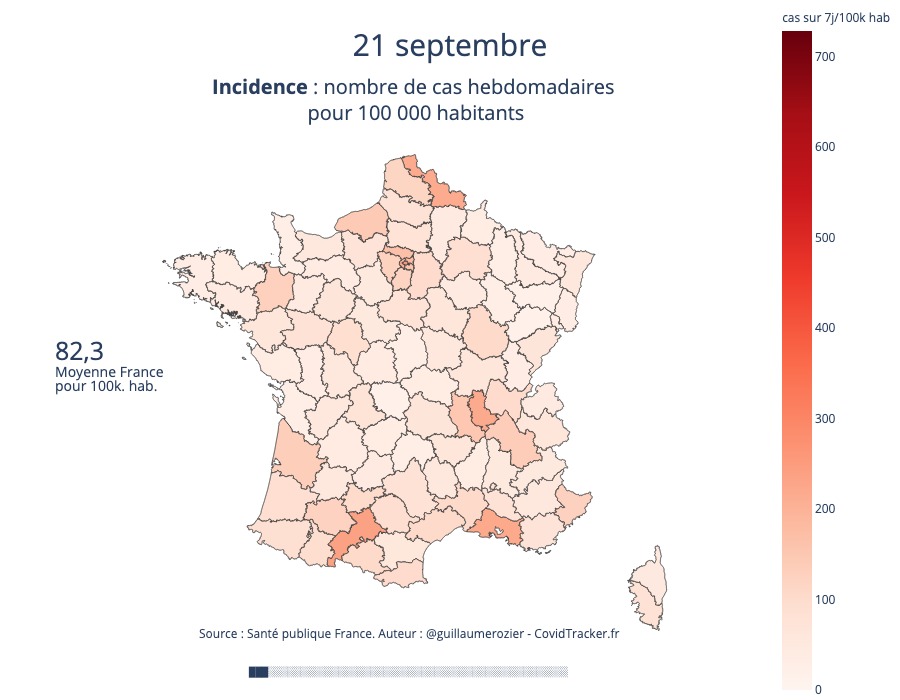 cas sur 7j/100k hab
21 septembre
Incidence : nombre de cas hebdomadaires
pour 100 000 habitants
700
600
500
400
300
200
100
0
82,3
Moyenne France
pour 100k. hab.
Source : Santé publique France. Auteur : @guillaumerozier - CovidTracker.fr